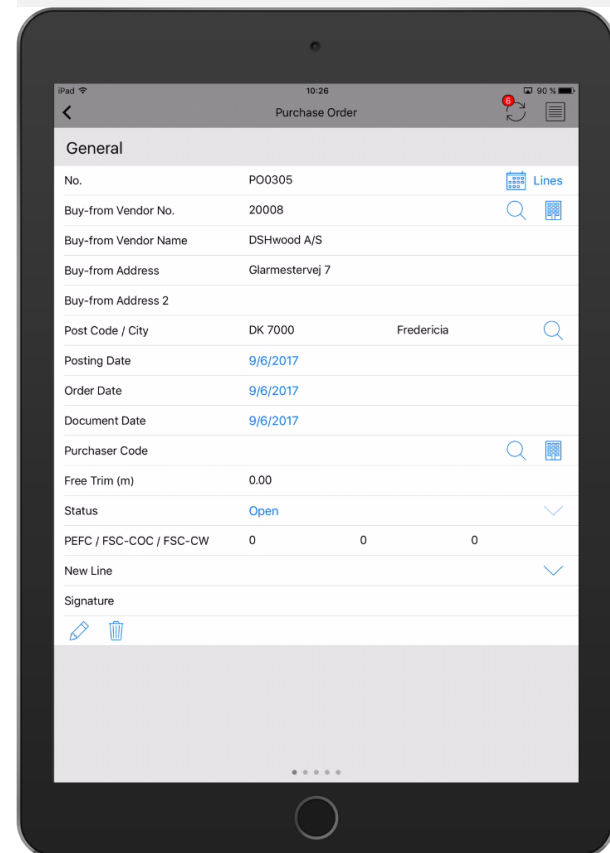 iPad 10:26 90 %
Purchase Order 6
General
No. PO0305 Lines
Buy-from Vendor No. 20008
Buy-from Vendor Name DSHwood A/S
Buy-from Address Glarmestervej 7
Buy-from Address 2
Post Code / City DK 7000 Fredericia
Posting Date 9/6/2017
Order Date 9/6/2017
Document Date 9/6/2017
Purchaser Code
Free Trim (m) 0.00
Status Open
PEFC / FSC-COC / FSC-CW 0 0 0
New Line
Signature